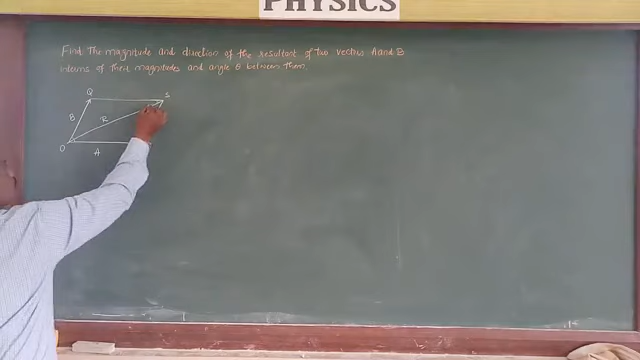 PHYSICS
Find The magnitude and direction of the resultant of two vectors A and B
interms of their magnitudes and angle θ between them.
Q
S
B
R
O
A